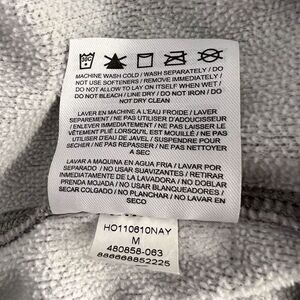 MACHINE WASH COLD / WASH SEPARATELY / DO
NOT USE SOFTENERS / REMOVE IMMEDIATELY /
DO NOT ALLOW TO LAY ON ITSELF WHEN WET /
DO NOT BLEACH / LINE DRY / DO NOT IRON / DO
NOT DRY CLEAN
LAVER EN MACHINE A L'EAU FROIDE / LAVER
SEPAREMENT / NE PAS UTILISER D'ADOUCISSEUR
/ ENLEVER IMMEDIATEMENT / NE PAS LAISSER LE
VÊTEMENT PLIÉ LORSQU'IL EST MOUILLÉ / NE PAS
UTILISER D'EAU DE JAVEL / SUSPENDRE POUR
SECHER / NE PAS REPASSER / NE PAS NETTOYER
A SEC
LAVAR A MAQUINA EN AGUA FRIA / LAVAR POR
SEPARADO / NO USAR SUAVIZANTES / RETIRAR
INMEDIATAMENTE DE LA LAVADORA / NO DOBLAR
PRENDA MOJADA / NO USAR BLANQUEADORES /
SECAR COLGADO / NO PLANCHAR / NO LAVAR EN
SECO
HO110610NAY
M
480858-063
886668852225